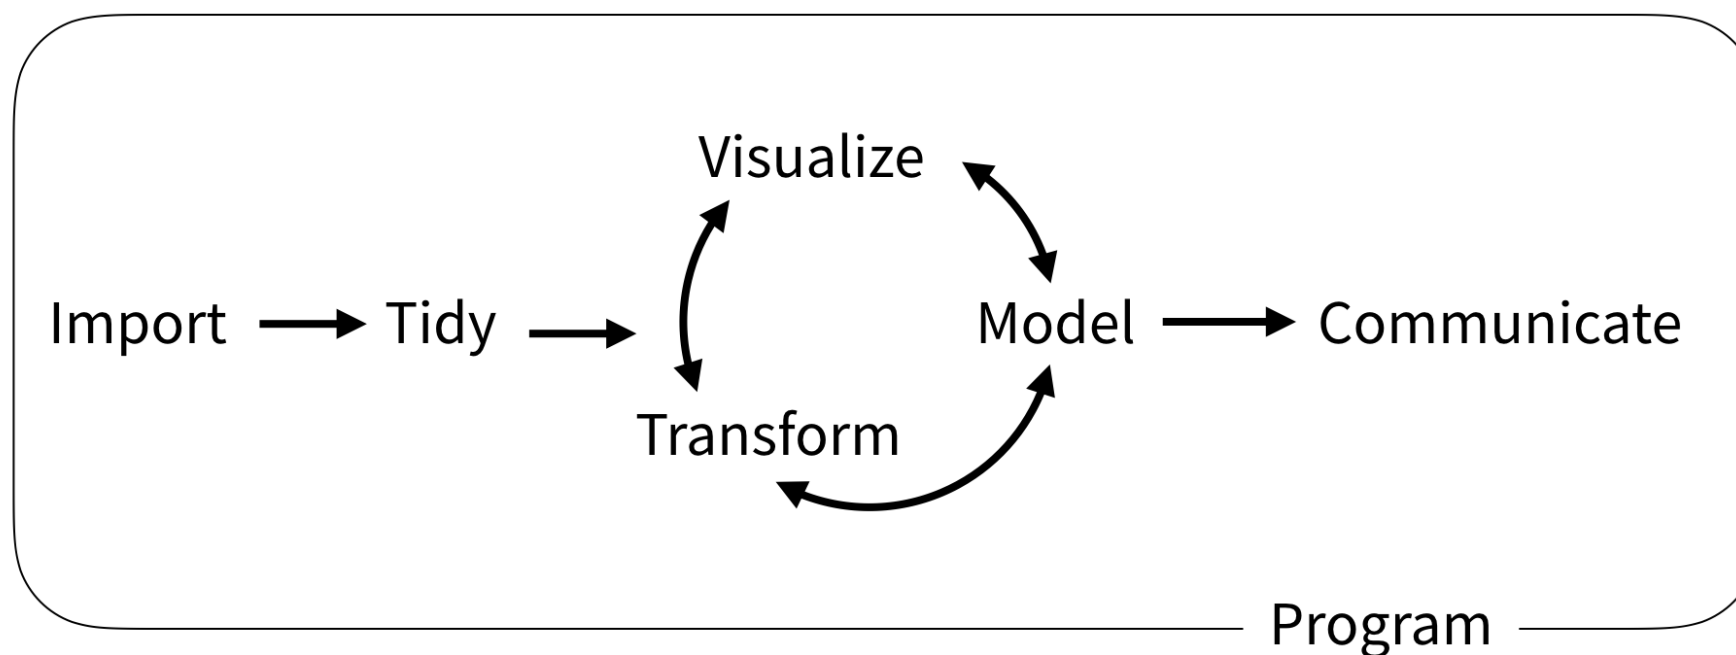 Visualize
Import
Tidy
Model
Communicate
Transform
Program